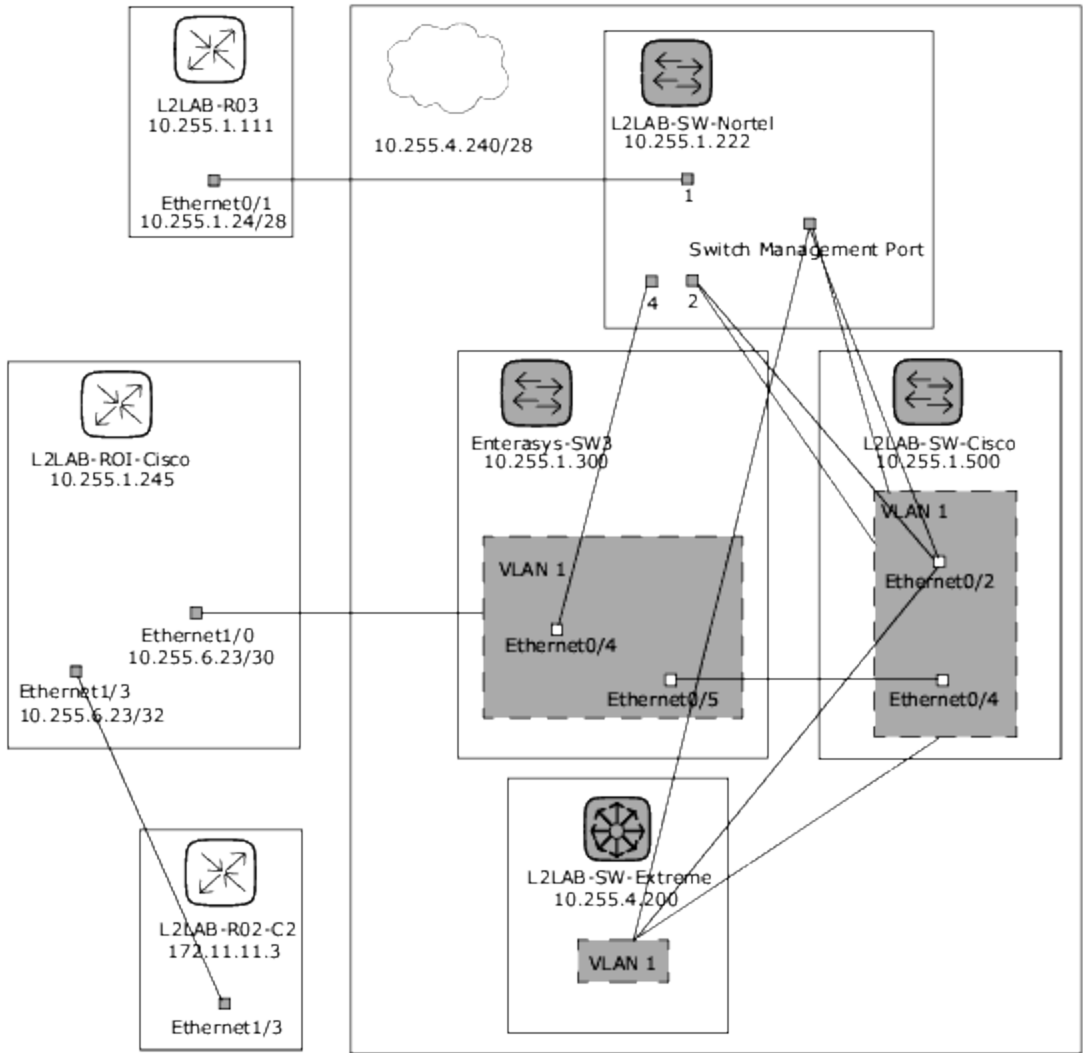 L2LAB-R03
10.255.1.111
Ethernet0/1
10.255.1.24/28
10.255.4.240/28
L2LAB-SW-Nortel
10.255.1.222
1
Switch Management Port
4
2
L2LAB-ROI-Cisco
10.255.1.245
Ethernet1/0
10.255.6.23/30
Ethernet1/3
10.255.6.23/32
Enterasys-SW3
10.255.1.300
VLAN 1
Ethernet0/4
Ethernet0/5
L2LAB-SW-Cisco
10.255.1.500
VLAN 1
Ethernet0/2
Ethernet0/4
L2LAB-R02-C2
172.11.11.3
Ethernet1/3
L2LAB-SW-Extreme
10.255.4.200
VLAN 1